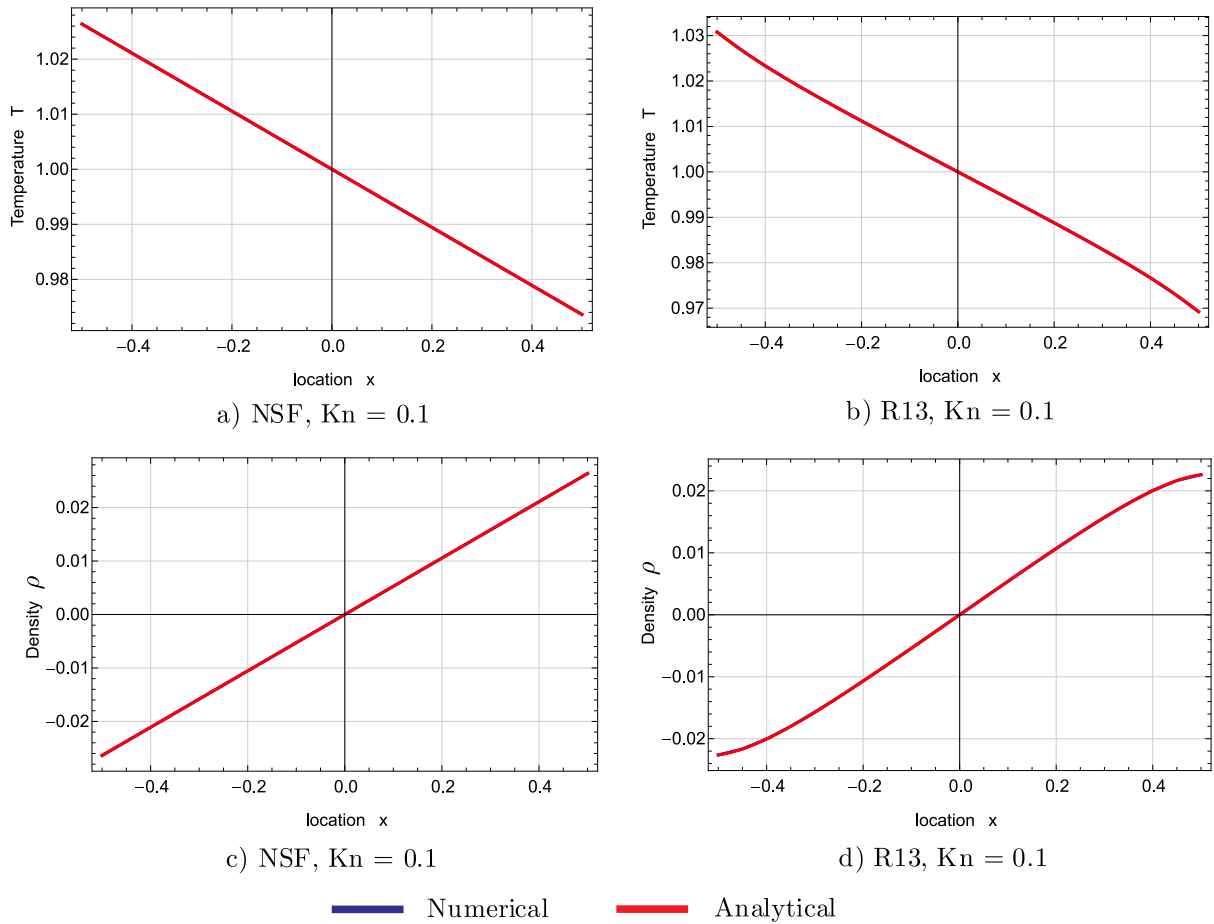 1.02
1.01
1.00
0.99
0.98
Temperature T
−0.4 −0.2 0.0 0.2 0.4
location x
a) NSF, Kn = 0.1
1.03
1.02
1.01
1.00
0.99
0.98
0.97
Temperature T
−0.4 −0.2 0.0 0.2 0.4
location x
b) R13, Kn = 0.1
0.02
0.01
0.00
−0.01
−0.02
Density ρ
−0.4 −0.2 0.0 0.2 0.4
location x
c) NSF, Kn = 0.1
0.02
0.01
0.00
−0.01
−0.02
Density ρ
−0.4 −0.2 0.0 0.2 0.4
location x
d) R13, Kn = 0.1
Numerical Analytical